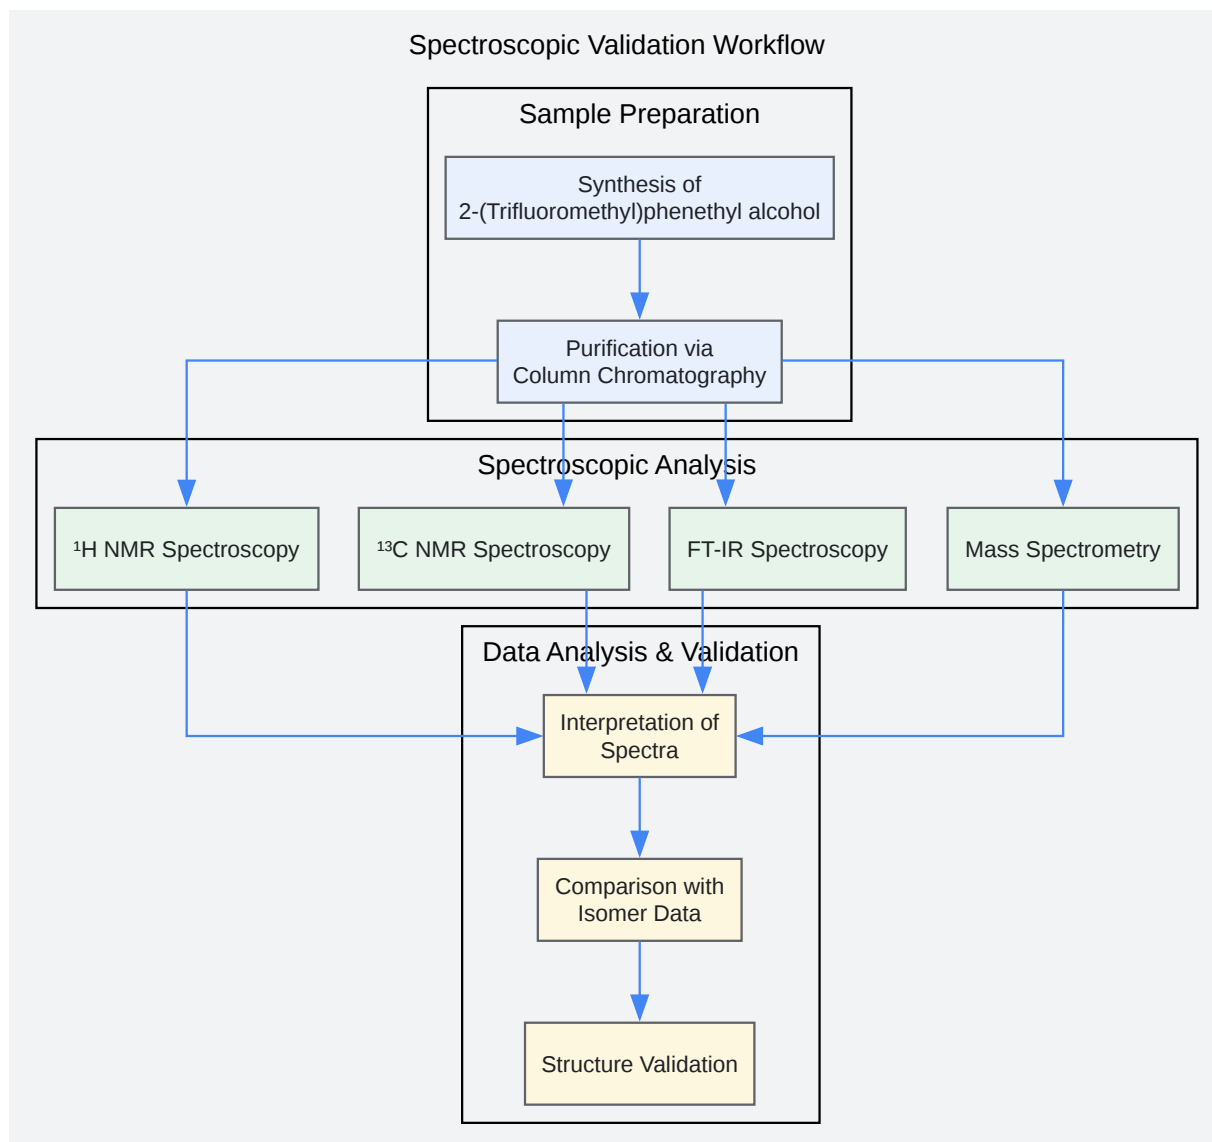 Spectroscopic Validation Workflow
Sample Preparation
Synthesis of
2-(Trifluoromethyl)phenethyl alcohol
Purification via
Column Chromatography
Spectroscopic Analysis
¹H NMR Spectroscopy
¹³C NMR Spectroscopy
FT-IR Spectroscopy
Mass Spectrometry
Data Analysis & Validation
Interpretation of
Spectra
Comparison with
Isomer Data
Structure Validation